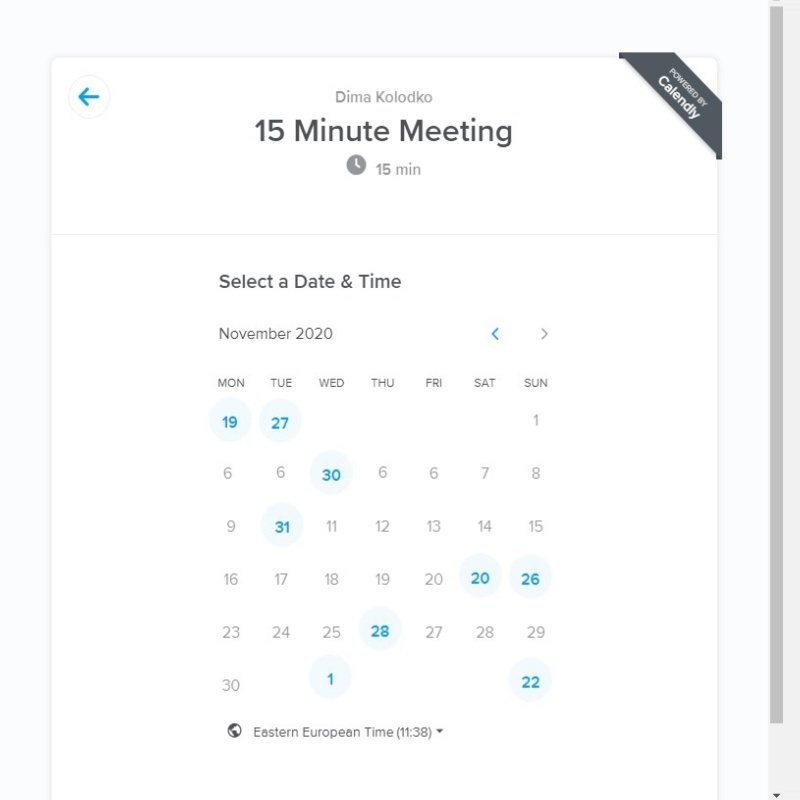 POWERED BY
Calendly
Dima Kolodko
15 Minute Meeting
15 min
Select a Date & Time
November 2020
MON TUE WED THU FRI SAT SUN
19 27 1
6 6 30 6 6 7 8
9 31 11 12 13 14 15
16 17 18 19 20 20 26
23 24 25 28 27 28 29
30 1 22
Eastern European Time (11:38)